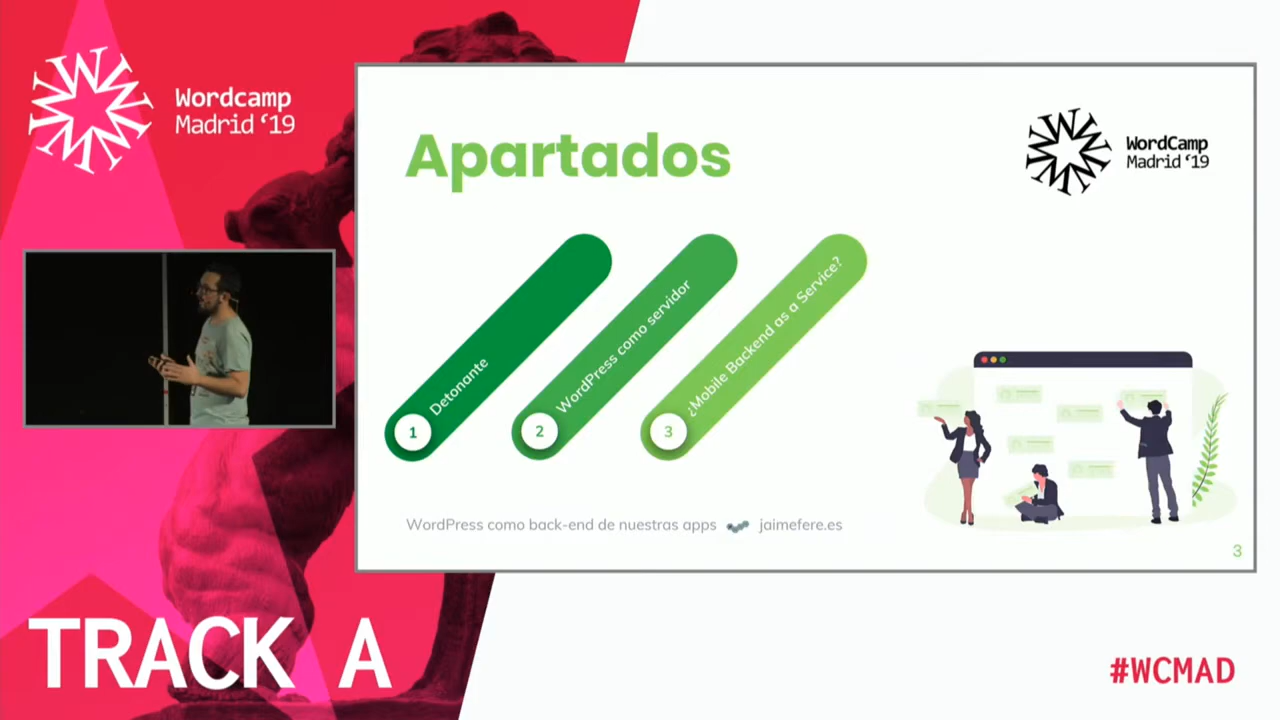 Wordcamp
Madrid ‘19
Apartados
WordCamp
Madrid ‘19
1
Detonante
2
WordPress como servidor
3
¿Mobile Backend as a Service?
WordPress como back-end de nuestras apps
jaimefere.es
3
TRACK A
#WCMAD